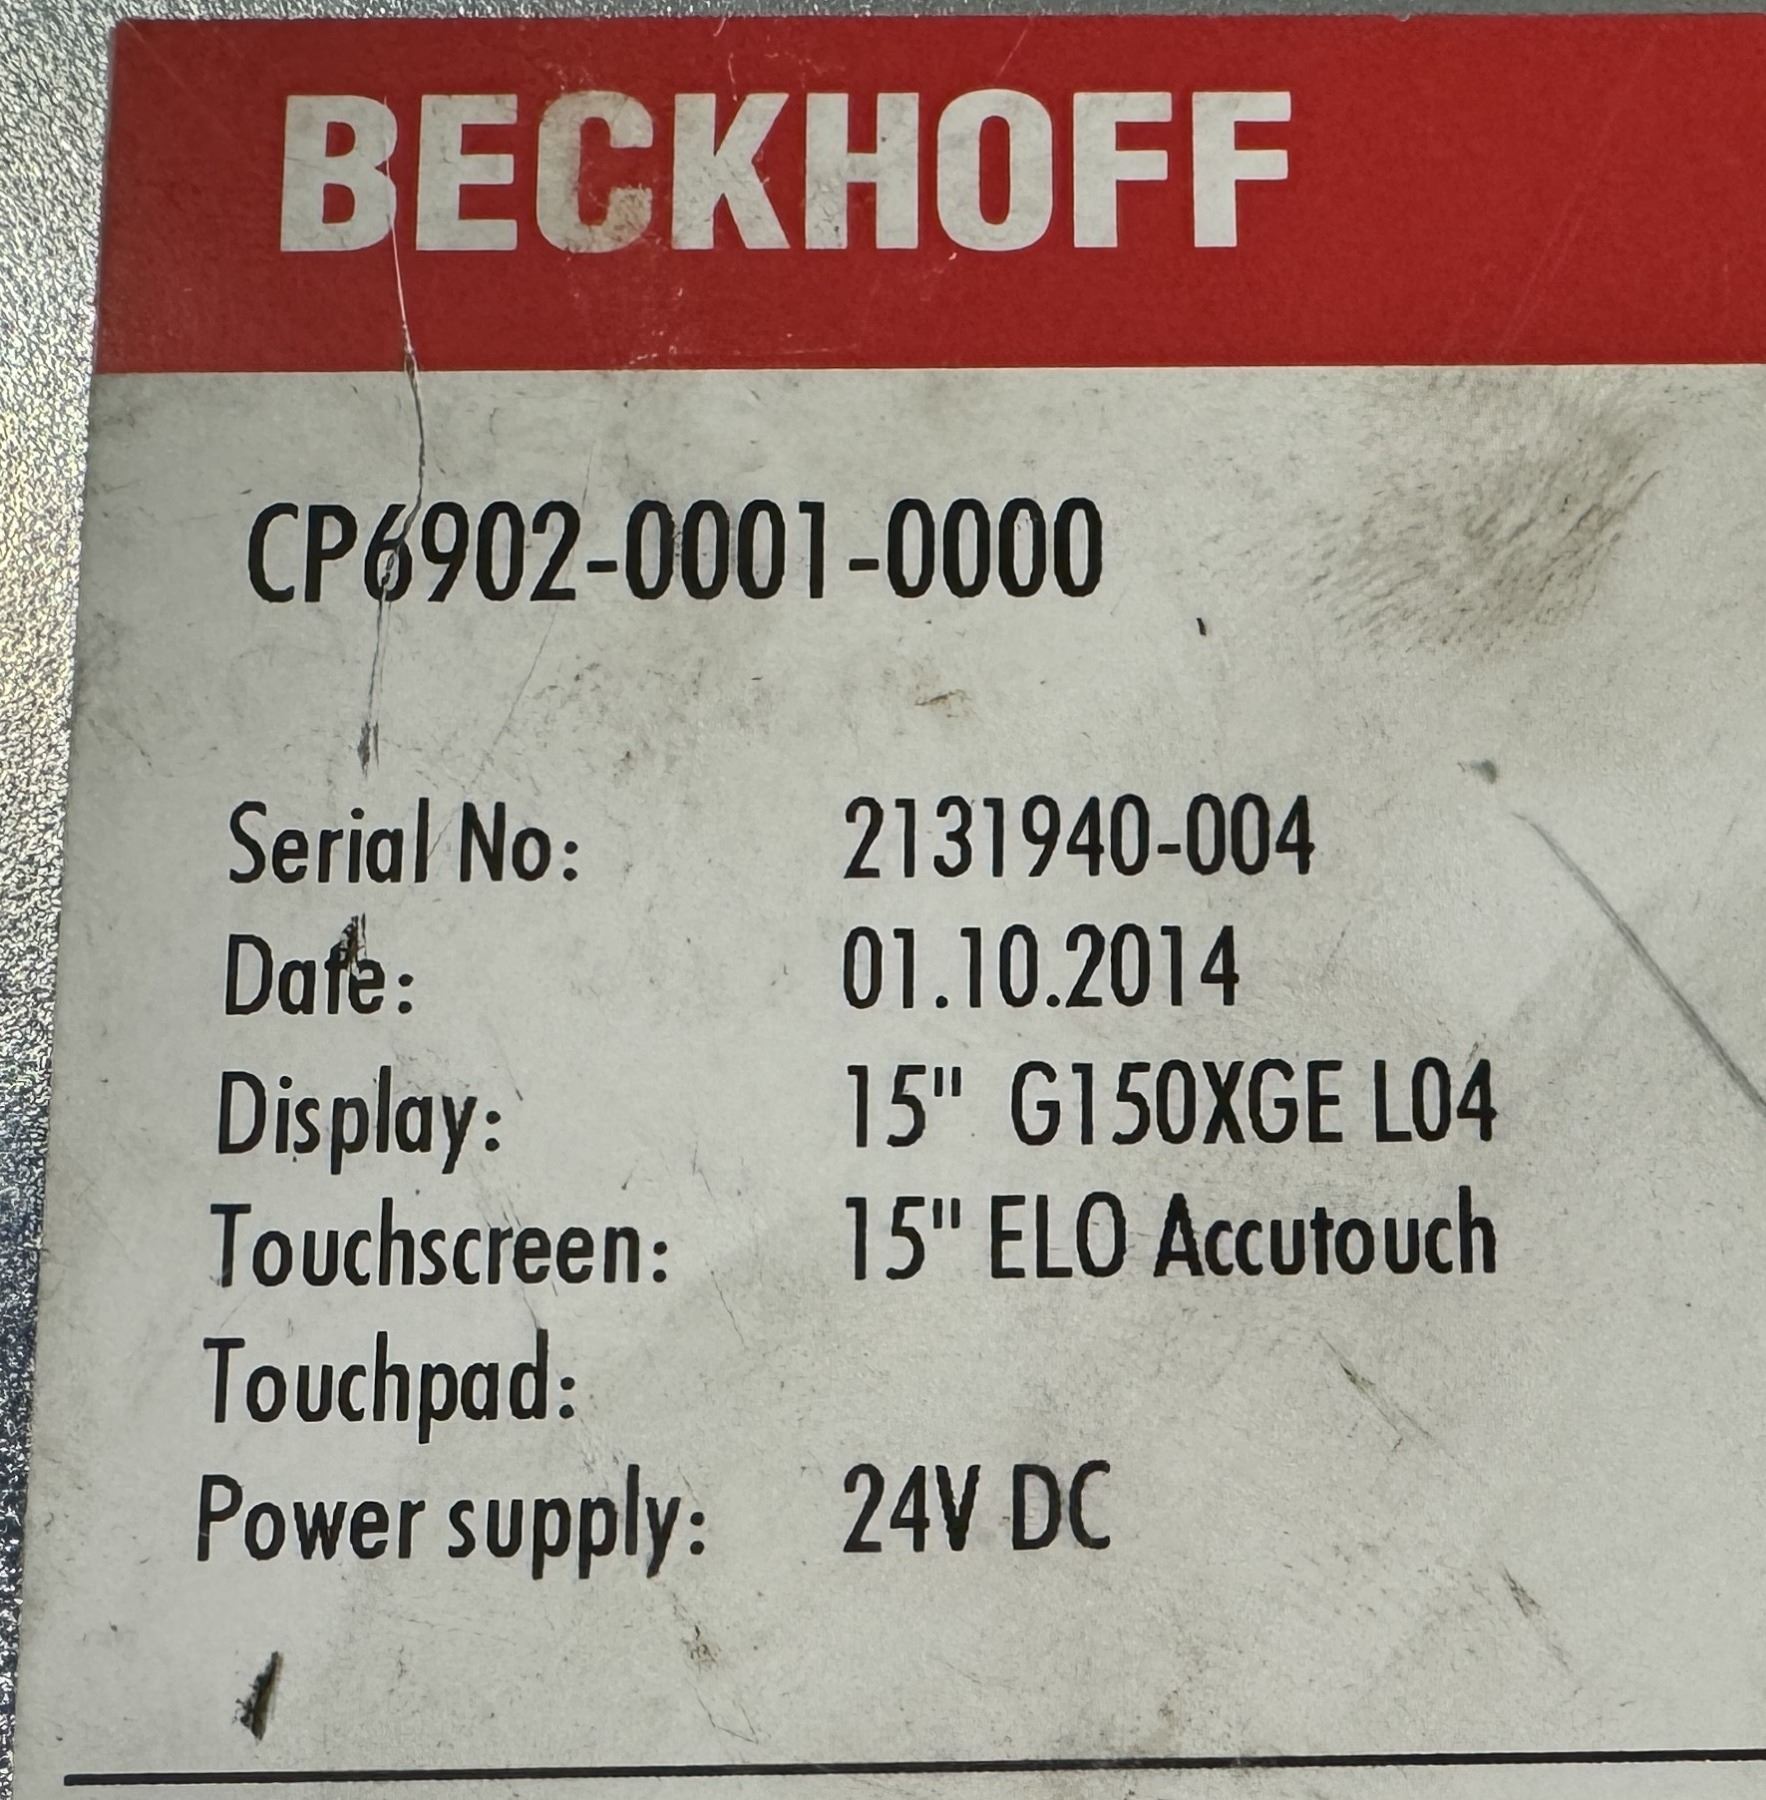 BECKHOFF
CP6902-0001-0000
Serial No: 2131940-004
Date: 01.10.2014
Display: 15" G150XGE L04
Touchscreen: 15" ELO Accutouch
Touchpad:
Power supply: 24V DC